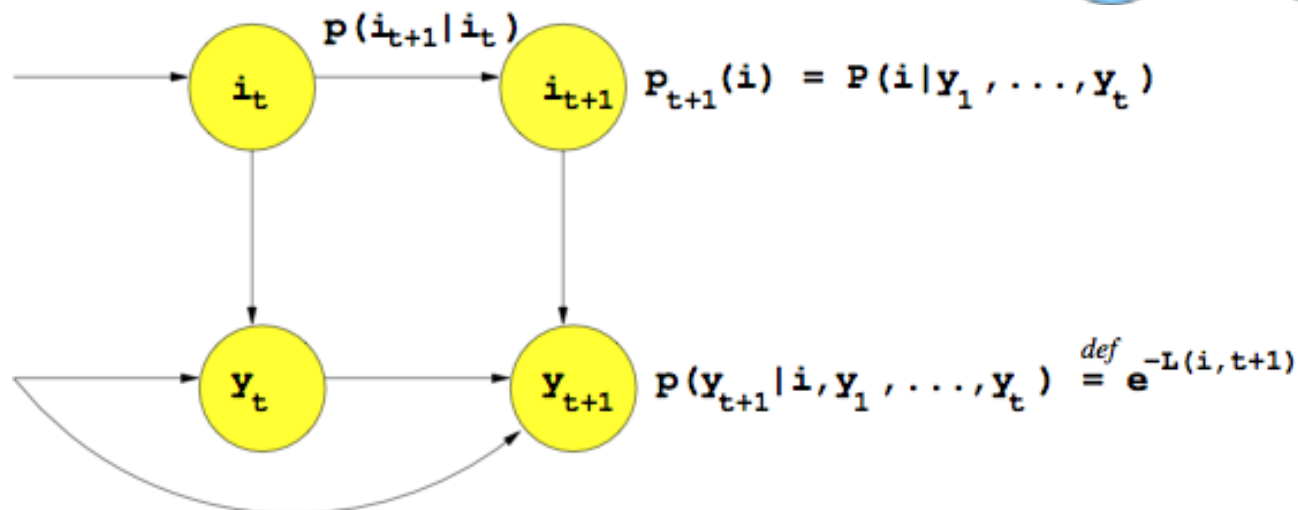 p(i_{t+1}|i_t)
i_t
i_{t+1}
p_{t+1}(i) = P(i|y_1,...,y_t)
y_t
y_{t+1}
p(y_{t+1}|i,y_1,...,y_t) def= e^{-L(i,t+1)}